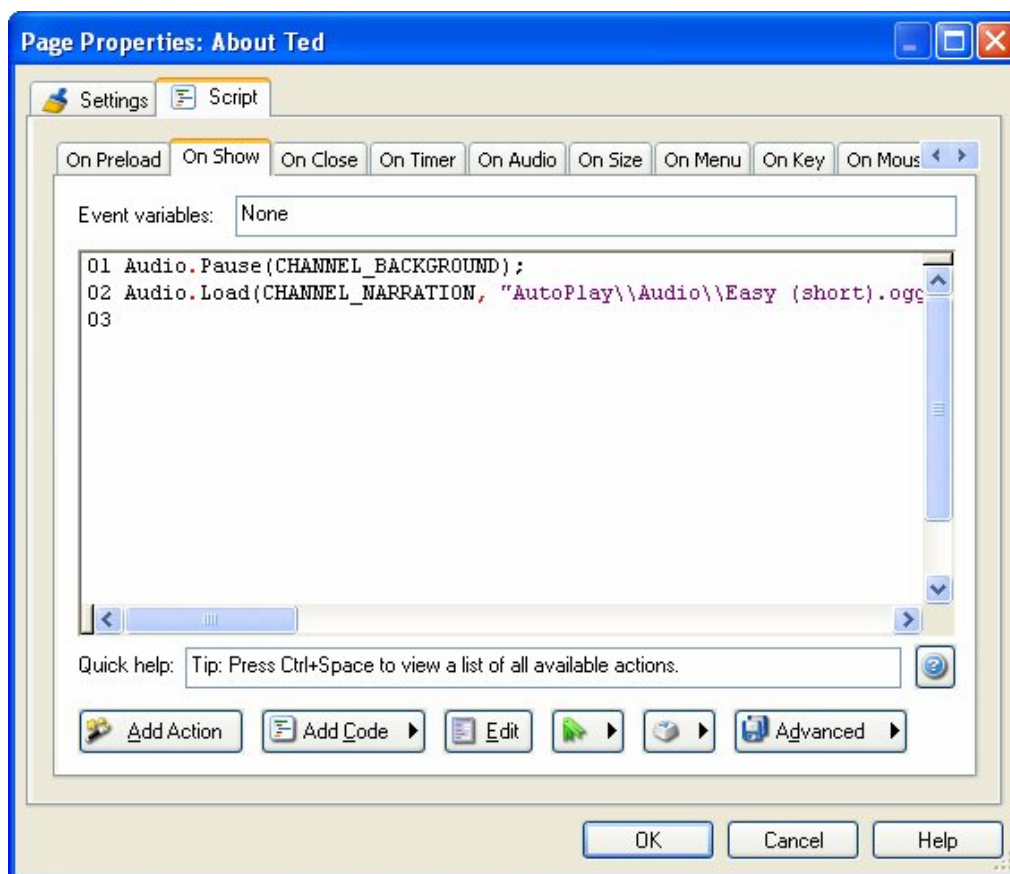 Page Properties: About Ted
Settings Script
On Preload On Show On Close On Timer On Audio On Size On Menu On Key On Mous
Event variables: None
01 Audio.Pause(CHANNEL_BACKGROUND);
02 Audio.Load(CHANNEL_NARRATION, "AutoPlay\\Audio\\Easy (short).ogg
03
Quick help: Tip: Press Ctrl+Space to view a list of all available actions.
Add Action Add Code Edit Advanced
OK Cancel Help